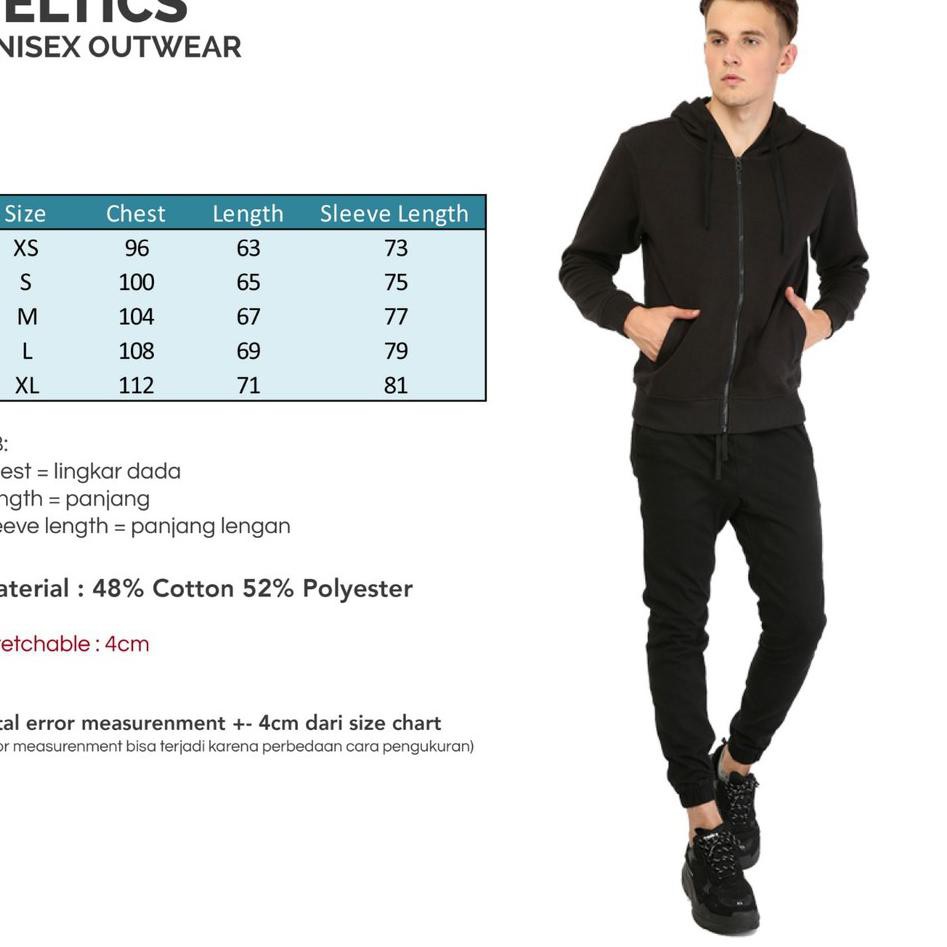 ELTICS
NISEX OUTWEAR
Size Chest Length Sleeve Length
XS 96 63 73
S 100 65 75
M 104 67 77
L 108 69 79
XL 112 71 81
:
est = lingkar dada
ngth = panjang
eeve length = panjang lengan
aterial : 48% Cotton 52% Polyester
etchable : 4cm
tal error measurenment +- 4cm dari size chart
or measurenment bisa terjadi karena perbedaan cara pengukuran)